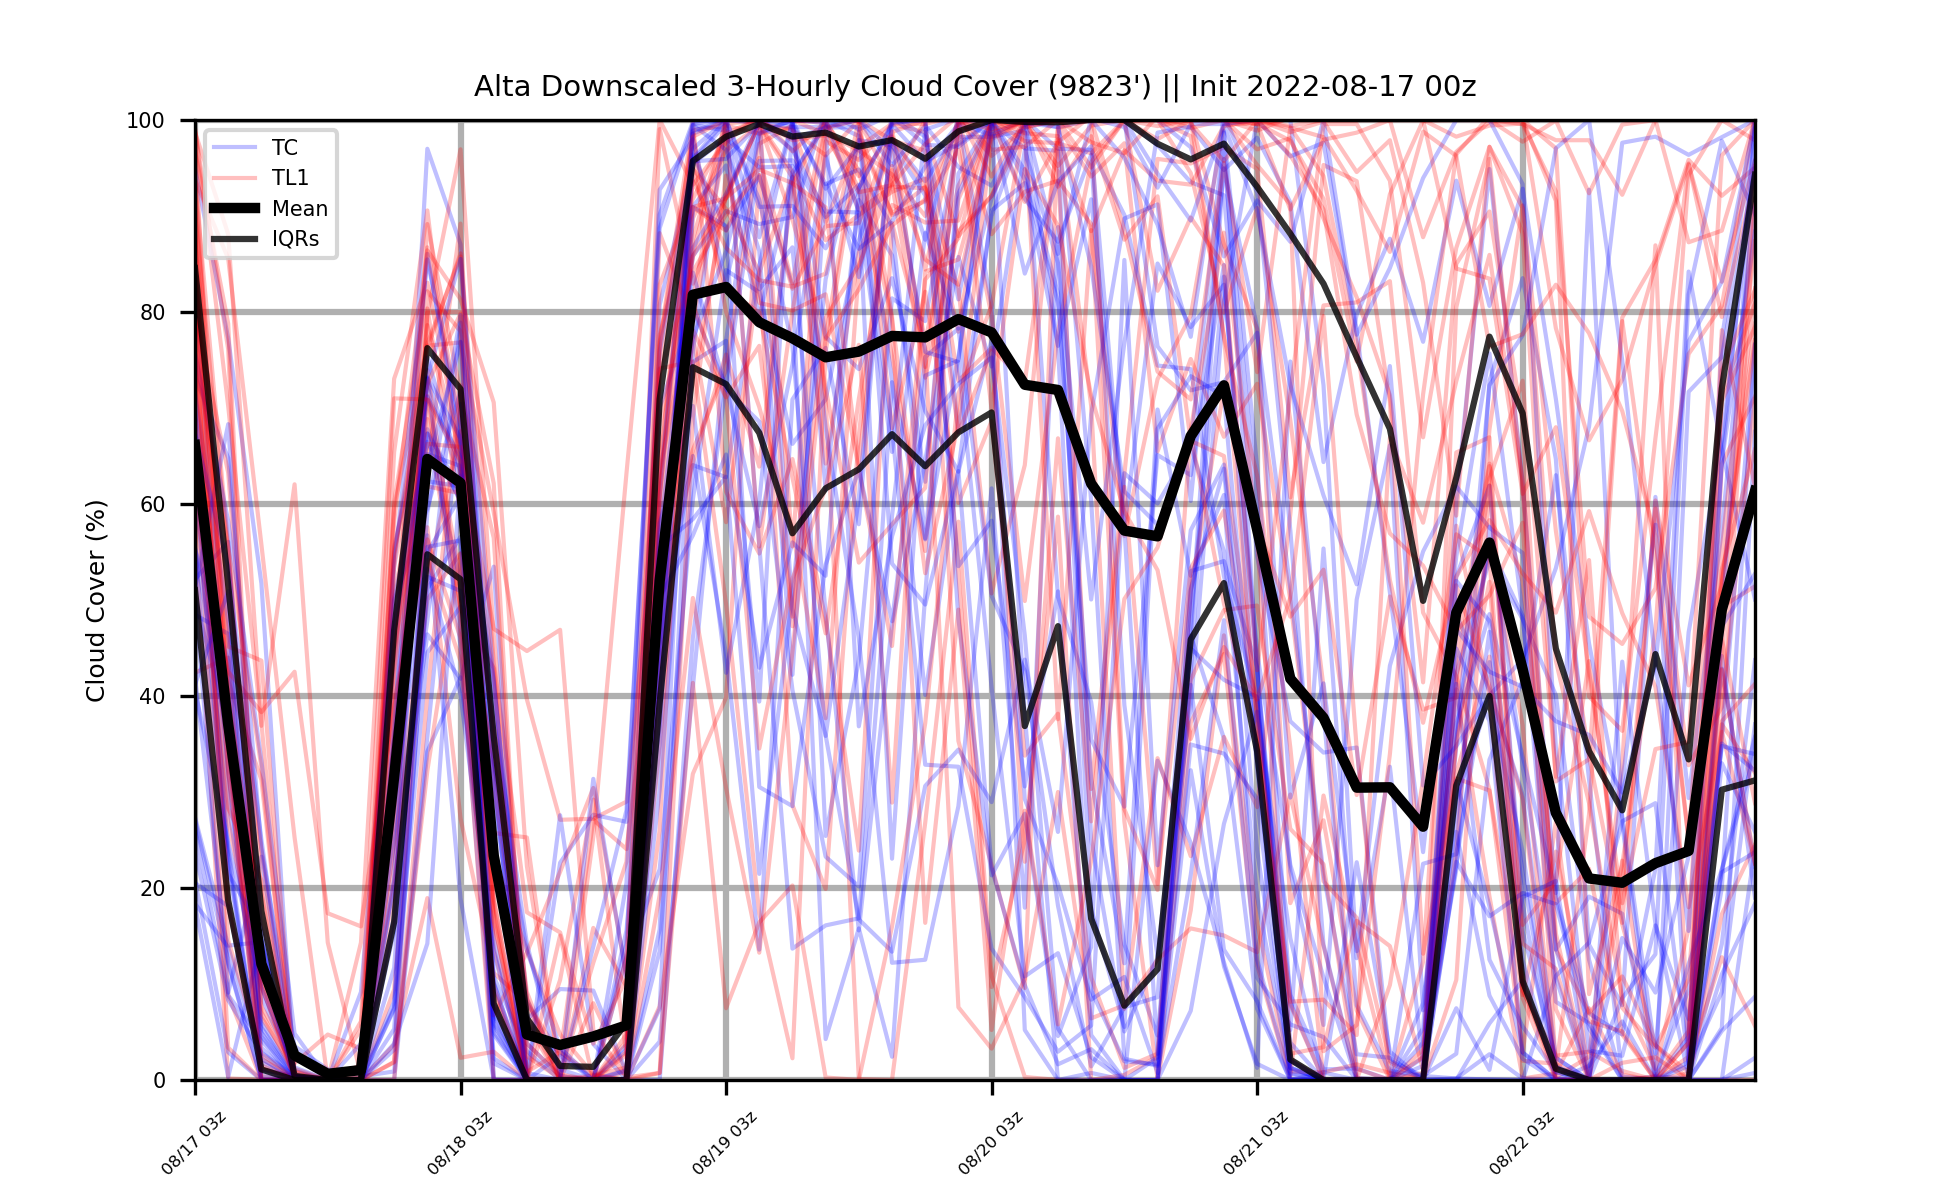 Alta Downscaled 3-Hourly Cloud Cover (9823') || Init 2022-08-17 00z
100
80
60
40
20
0
Cloud Cover (%)
TC
TL1
Mean
IQRs
08/17 03z
08/18 03z
08/19 03z
08/20 03z
08/21 03z
08/22 03z